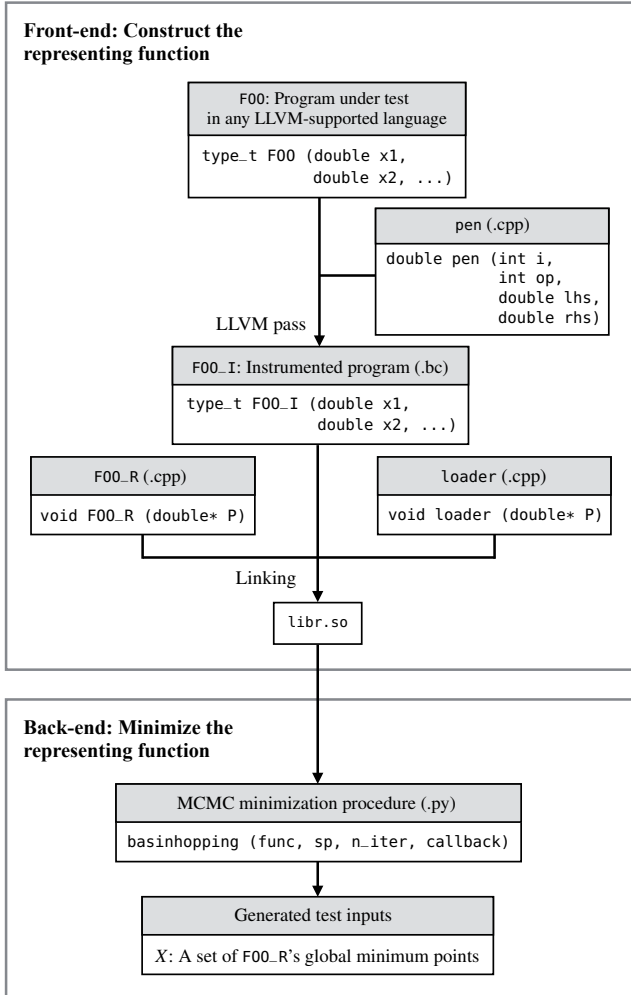 Front-end: Construct the
representing function
FOO: Program under test
in any LLVM-supported language
type_t FOO (double x1,
double x2, ...)
pen (.cpp)
double pen (int i,
int op,
double lhs,
double rhs)
LLVM pass
FOO_I: Instrumented program (.bc)
type_t FOO_I (double x1,
double x2, ...)
FOO_R (.cpp)
void FOO_R (double* P)
loader (.cpp)
void loader (double* P)
Linking
libr.so
Back-end: Minimize the
representing function
MCMC minimization procedure (.py)
basinhopping (func, sp, n_iter, callback)
Generated test inputs
X: A set of FOO_R's global minimum points